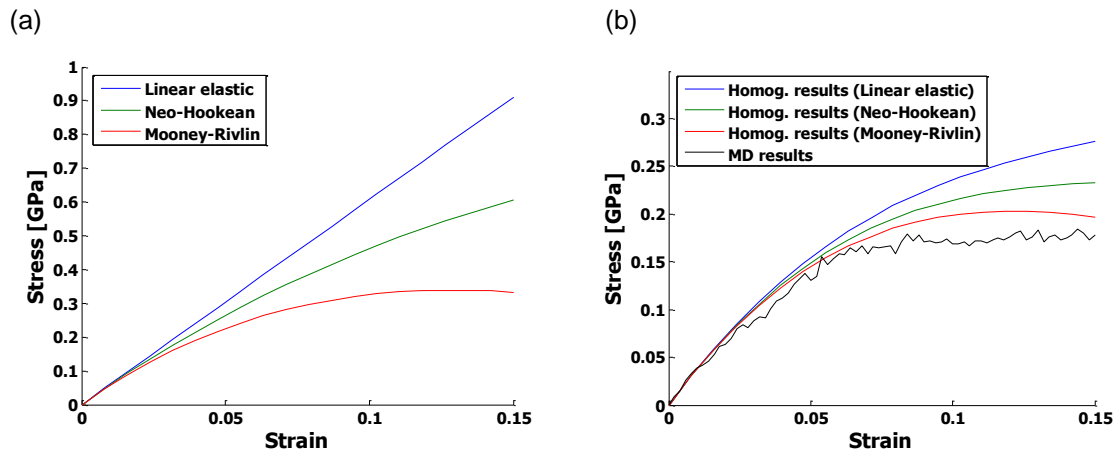 (a)
(b)
Linear elastic
Neo-Hookean
Mooney-Rivlin
Stress [GPa]
1
0.9
0.8
0.7
0.6
0.5
0.4
0.3
0.2
0.1
0
0
0.05
0.1
0.15
Strain
Homog. results (Linear elastic)
Homog. results (Neo-Hookean)
Homog. results (Mooney-Rivlin)
MD results
Stress [GPa]
0.3
0.25
0.2
0.15
0.1
0.05
0
0
0.05
0.1
0.15
Strain